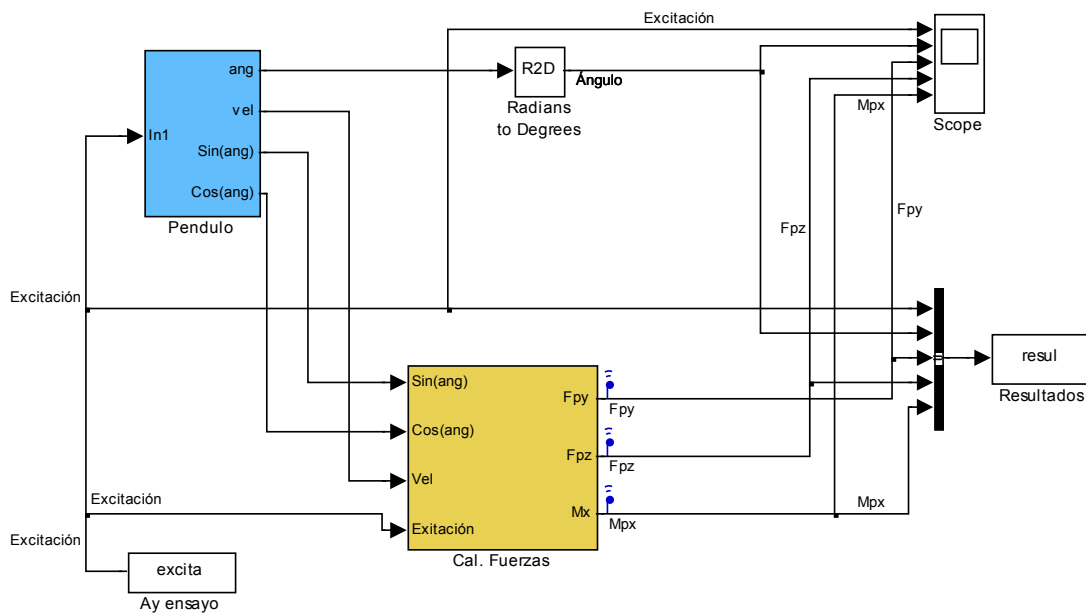 Excitación
ang
R2D
Ángulo
vel
Radians
to Degrees
Mpx
Scope
In1
Sin(ang)
Cos(ang)
Pendulo
Fpz
Fpy
Excitación
Sin(ang)
Fpy
Fpy
resul
Resultados
Cos(ang)
Fpz
Fpz
Vel
Excitación
Mx
Mpx
Mpx
Exitación
Excitación
Cal. Fuerzas
excita
Ay ensayo